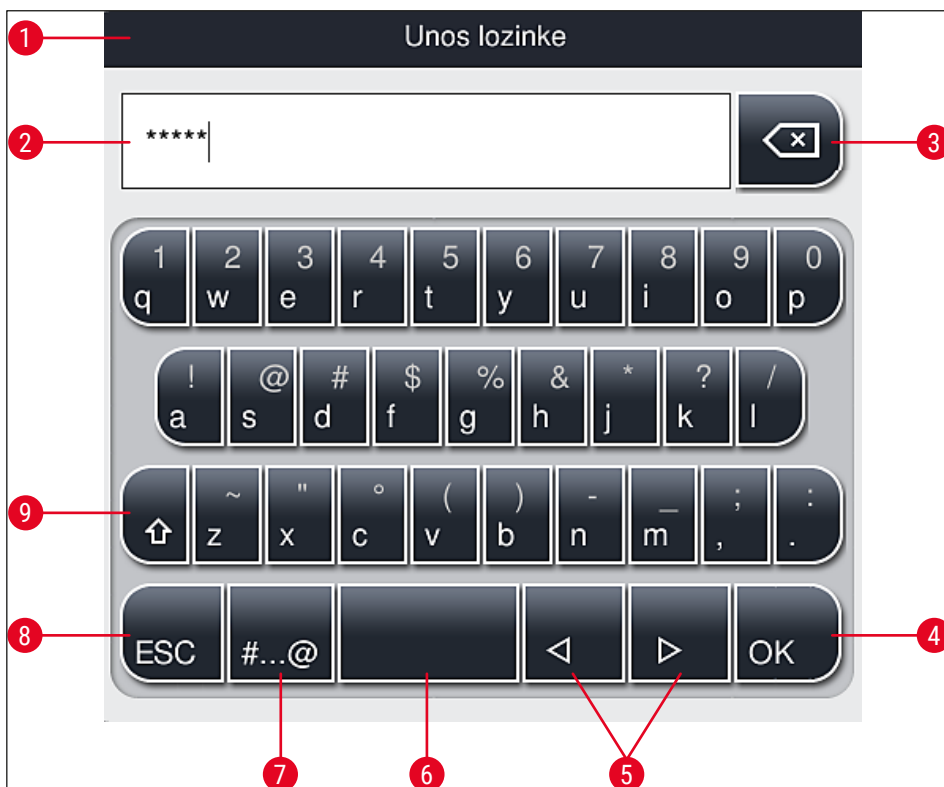 1 Unos lozinke
2 ***** 3
1 2 3 4 5 6 7 8 9 0
q w e r t y u i o p
! @ # $ % & * ? /
a s d f g h j k l
~ " ° ( ) - _ ; :
9 z x c v b n m , .
8 ESC #...@ OK 4
7 6 5